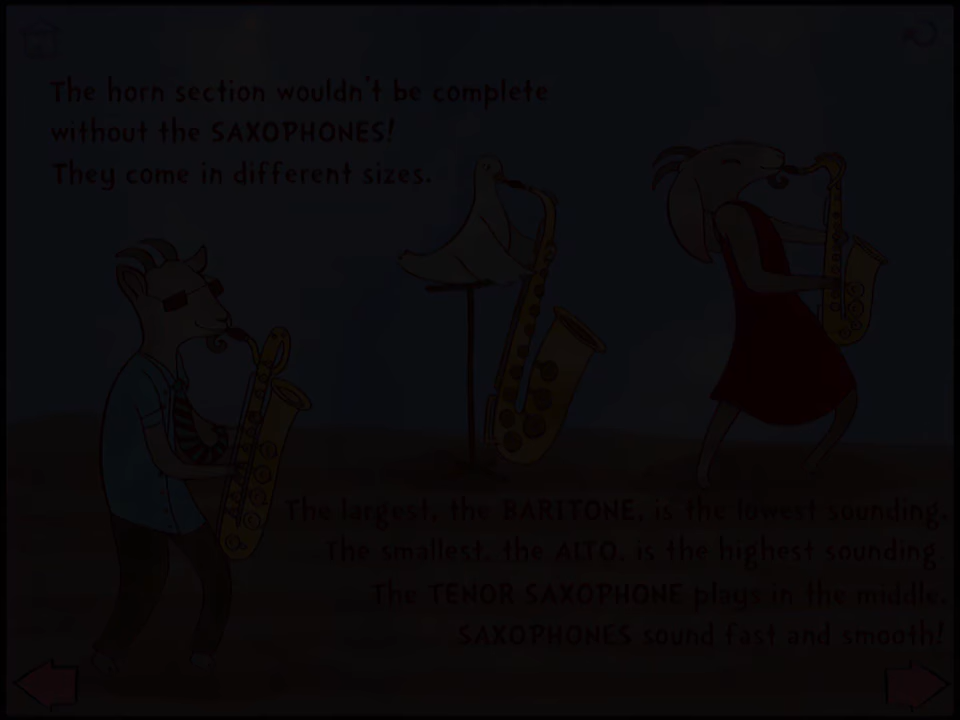 The horn section wouldn't be complete
without the SAXOPHONES!
They come in different sizes.
The largest, the BARITONE, is the lowest sounding.
The smallest, the ALTO, is the highest sounding.
The TENOR SAXOPHONE plays in the middle.
SAXOPHONES sound fast and smooth!